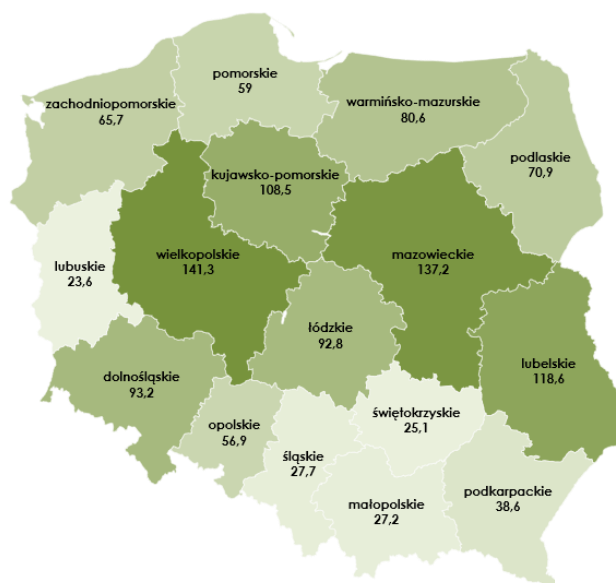 pomorskie
59
zachodniopomorskie
65,7
warmińsko-mazurskie
80,6
podlaskie
70,9
kujawsko-pomorskie
108,5
wielkopolskie
141,3
mazowieckie
137,2
lubuskie
23,6
łódzkie
92,8
lubelskie
118,6
dolnośląskie
93,2
opolskie
56,9
świętokrzyskie
25,1
śląskie
27,7
małopolskie
27,2
podkarpackie
38,6